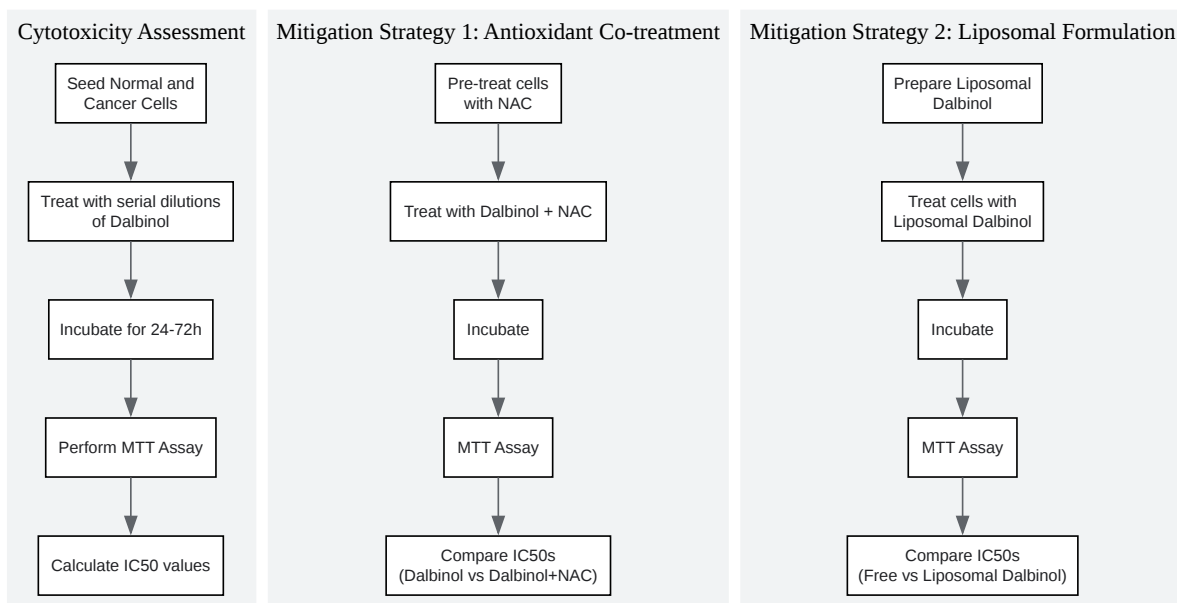 Cytotoxicity Assessment
Seed Normal and
Cancer Cells
Treat with serial dilutions
of Dalbinol
Incubate for 24-72h
Perform MTT Assay
Calculate IC50 values
Mitigation Strategy 1: Antioxidant Co-treatment
Pre-treat cells
with NAC
Treat with Dalbinol + NAC
Incubate
MTT Assay
Compare IC50s
(Dalbinol vs Dalbinol+NAC)
Mitigation Strategy 2: Liposomal Formulation
Prepare Liposomal
Dalbinol
Treat cells with
Liposomal Dalbinol
Incubate
MTT Assay
Compare IC50s
(Free vs Liposomal Dalbinol)